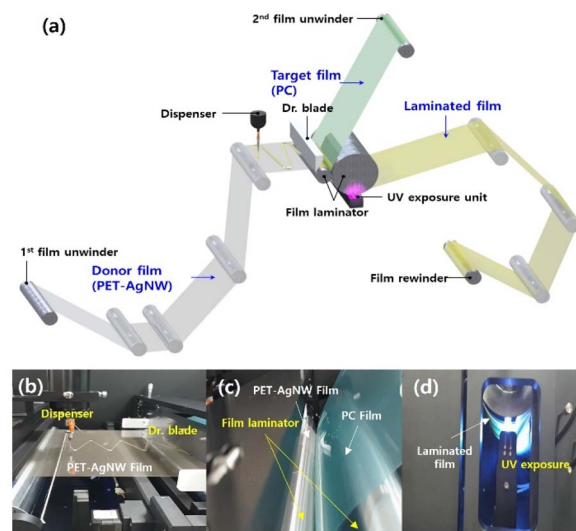 (a)
2nd film unwinder
Target film
(PC)
Dr. blade
Dispenser
Laminated film
Film laminator
UV exposure unit
1st film unwinder
Donor film
(PET-AgNW)
Film rewinder
(b)
Dispenser
Dr. blade
PET-AgNW Film
(c)
PET-AgNW Film
Film laminator
PC Film
(d)
Laminated
film
UV exposure